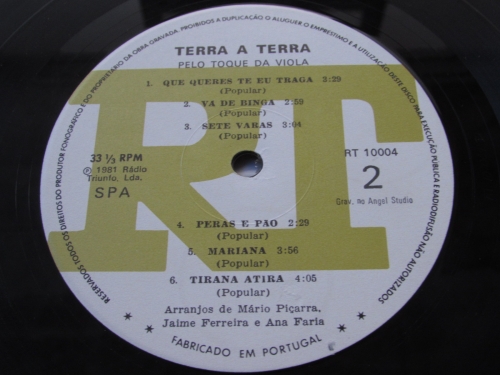 RESERVADOS TODOS OS DIREITOS DO PRODUTOR FONOGRÁFICO E DO PROPRIETÁRIO DA OBRA GRAVADA. PROIBIDOS A DUPLICAÇÃO O ALUGUER O EMPRÉSTIMO E A UTILIZAÇÃO DESTE DISCO PARA EXECUÇÃO PÚBLICA E RADIODIFUSÃO NÃO AUTORIZADOS
TERRA A TERRA
PELO TOQUE DA VIOLA
1. QUE QUERES TE EU TRAGA 3:29
(Popular)
2. VA DE BINGA 2:59
(Popular)
3. SETE VARAS 3:04
(Popular)
RT
33 ⅓ RPM
℗ 1981 Rádio
Triunfo, Lda.
SPA
RT 10004
2
Grav. no Angel Studio
4. PERAS E PAO 2:29
(Popular)
5. MARIANA 3:56
(Popular)
6. TIRANA ATIRA 4:05
(Popular)
Arranjos de Mário Piçarra,
Jaime Ferreira e Ana Faria
FABRICADO EM PORTUGAL